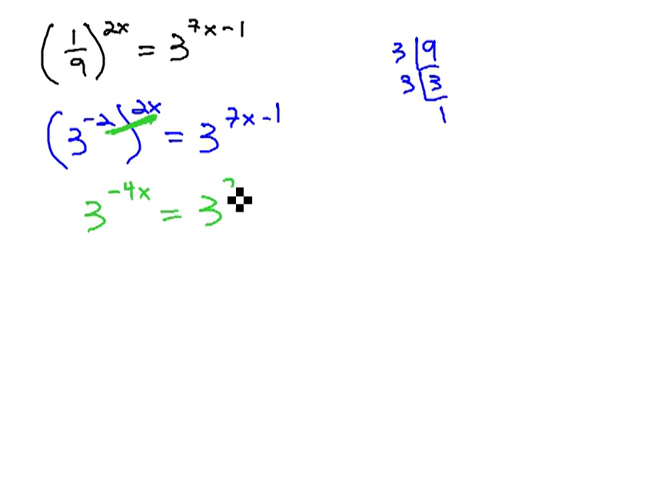 (1/9)^2x = 3^7x-1
(3^-2)^2x = 3^7x-1
3^-4x = 3
3 9
3 3
1